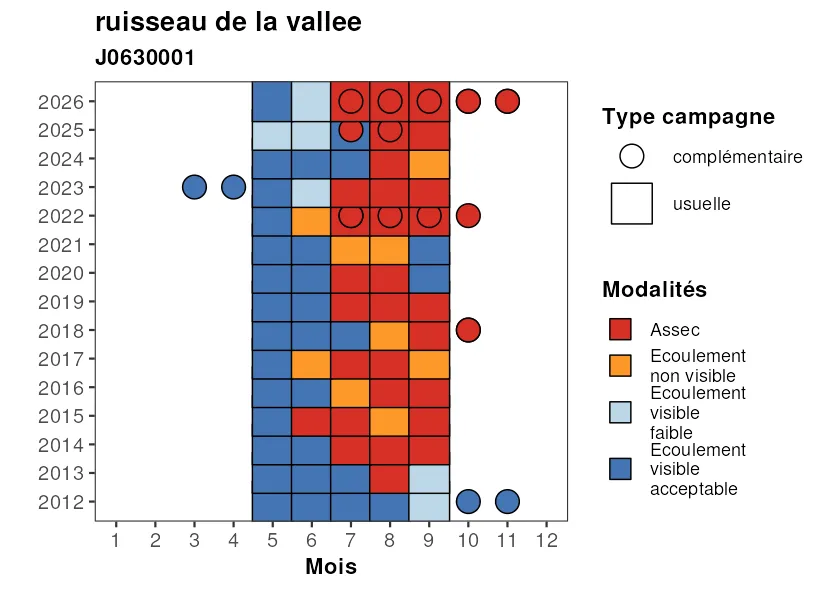 ruisseau de la vallee
J0630001
2026
2025
2024
2023
2022
2021
2020
2019
2018
2017
2016
2015
2014
2013
2012
1 2 3 4 5 6 7 8 9 10 11 12
Mois
Type campagne
complémentaire
usuelle
Modalités
Assec
Ecoulement
non visible
Ecoulement
visible
faible
Ecoulement
visible
acceptable